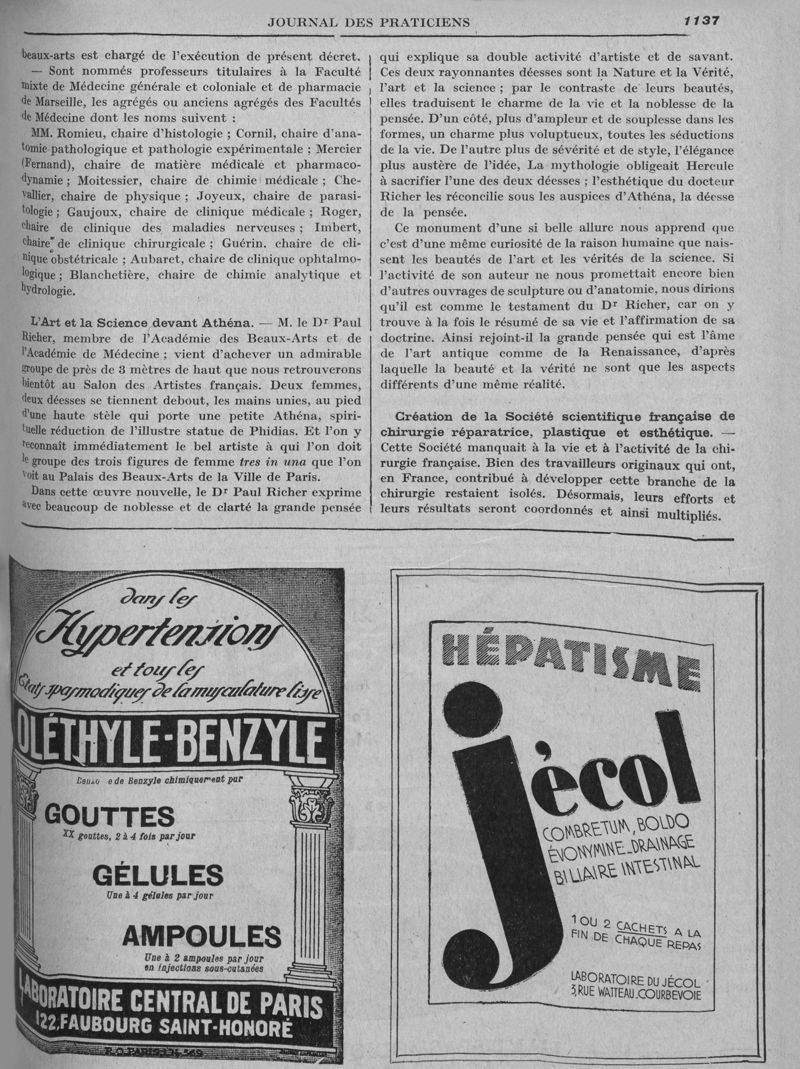 JOURNAL DES PRATICIENS
1137
beaux-arts est chargé de l'exécution de présent décret.
— Sont nommés professeurs titulaires à la Faculté
mixte de Médecine générale et coloniale et de pharmacie
de Marseille, les agrégés ou anciens agrégés des Facultés
de Médecine dont les noms suivent :
MM. Romieu, chaire d'histologie ; Cornil, chaire d'ana-
tomie pathologique et pathologie expérimentale ; Mercier
(Fernand), chaire de matière médicale et pharmaco-
dynamie ; Moitessier, chaire de chimie médicale ; Che-
vallier, chaire de physique ; Joyeux, chaire de parasi-
tologie ; Gaujoux, chaire de clinique médicale ; Roger,
chaire de clinique des maladies nerveuses ; Imbert,
chaire de clinique chirurgicale ; Guérin. chaire de cli-
nique obstétricale ; Aubaret, chaire de clinique ophtalmo-
logique ; Blanchetière, chaire de chimie analytique et
hydrologie.
L'Art et la Science devant Athéna. — M. le Dr Paul
Richer, membre de l'Académie des Beaux-Arts et de
l'Académie de Médecine ; vient d'achever un admirable
groupe de près de 3 mètres de haut que nous retrouverons
bientôt au Salon des Artistes français. Deux femmes,
deux déesses se tiennent debout, les mains unies, au pied
d'une haute stèle qui porte une petite Athéna, spiri-
tuelle réduction de l'illustre statue de Phidias. Et l'on y
reconnaît immédiatement le bel artiste à qui l'on doit
le groupe des trois figures de femme tres in una que l'on
voit au Palais des Beaux-Arts de la Ville de Paris.
Dans cette œuvre nouvelle, le Dr Paul Richer exprime
avec beaucoup de noblesse et de clarté la grande pensée
qui explique sa double activité d'artiste et de savant.
Ces deux rayonnantes déesses sont la Nature et la Vérité,
l'art et la science ; par le contraste de leurs beautés,
elles traduisent le charme de la vie et la noblesse de la
pensée. D'un côté, plus d'ampleur et de souplesse dans les
formes, un charme plus voluptueux, toutes les séductions
de la vie. De l'autre plus de sévérité et de style, l'élégance
plus austère de l'idée, La mythologie obligeait Hercule
à sacrifier l'une des deux déesses ; l'esthétique du docteur
Richer les réconcilie sous les auspices d'Athéna, la déesse
de la pensée.
Ce monument d'une si belle allure nous apprend que
c'est d'une même curiosité de la raison humaine que nais-
sent les beautés de l'art et les vérités de la science. Si
l'activité de son auteur ne nous promettait encore bien
d'autres ouvrages de sculpture ou d'anatomie, nous dirions
qu'il est comme le testament du Dr Richer, car on y
trouve à la fois le résumé de sa vie et l'affirmation de sa
doctrine. Ainsi rejoint-il la grande pensée qui est l'âme
de l'art antique comme de la Renaissance, d'après
laquelle la beauté et la vérité ne sont que les aspects
différents d'une même réalité.
Création de la Société scientifique française de
chirurgie réparatrice, plastique et esthétique. —
Cette Société manquait à la vie et à l'activité de la chi-
rurgie française. Bien des travailleurs originaux qui ont,
en France, contribué à développer cette branche de la
chirurgie restaient isolés. Désormais, leurs efforts et
leurs résultats seront coordonnés et ainsi multipliés.
dans les
Hypertensions
et tous les
États spasmodiques de la musculature lisse
OLÉTHYLE-BENZYLE
e de Benzyle chimiquement pur
GOUTTES
XX gouttes, 2 à 4 fois par jour
GÉLULES
Une à 4 gélules par jour
AMPOULES
Une à 2 ampoules par jour
en injections sous-cutanées
LABORATOIRE CENTRAL DE PARIS
122, FAUBOURG SAINT-HONORÉ
HÉPATISME
jécol
COMBRETUM, BOLDO
ÉVONYMINE_DRAINAGE
BILIAIRE INTESTINAL
1 OU 2 CACHETS A LA
FIN DE CHAQUE REPAS
LABORATOIRE DU JÉCOL
3, RUE WATTEAU_COURBEVOIE